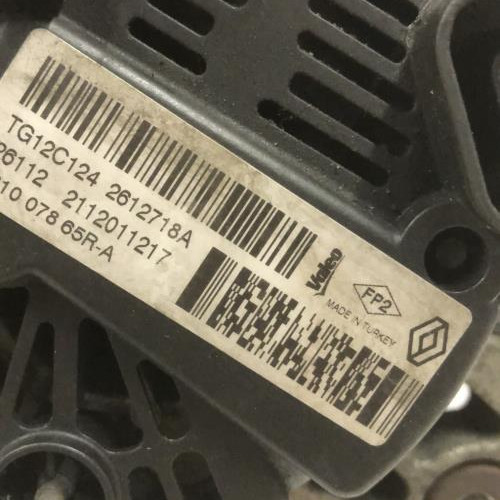 TG12C124 2612718A
26112 2112011217
10 078 65R-A
Valeo
FP2
MADE IN TURKEY